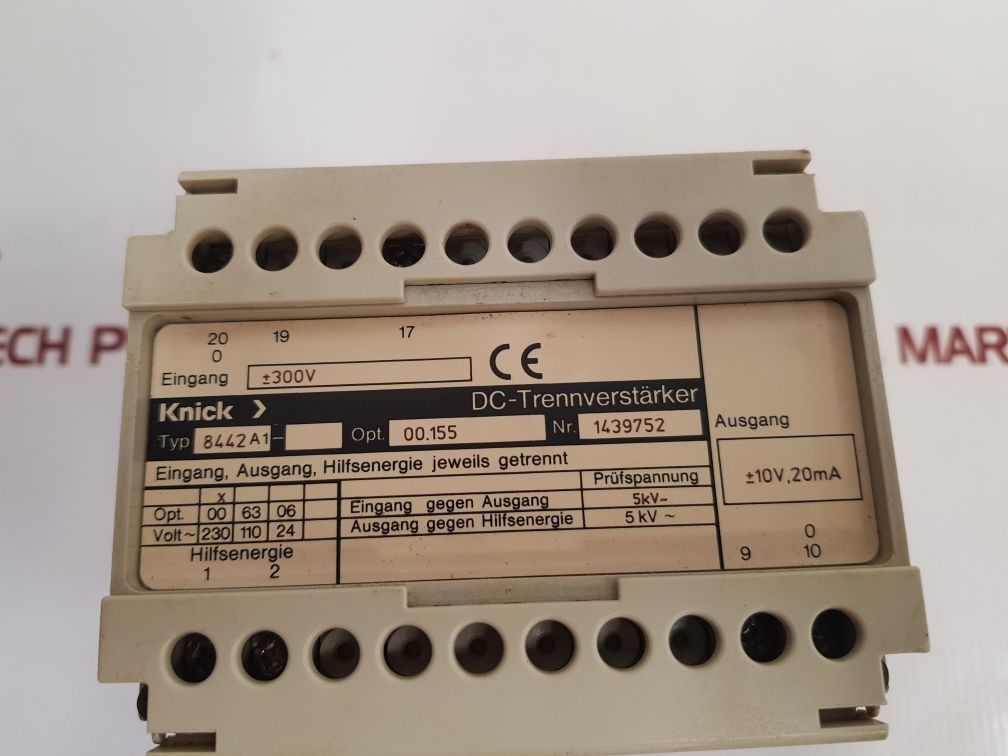 20 19 17
0
Eingang ±300V CE
Knick > DC-Trennverstärker
Typ 8442 A1- Opt. 00.155 Nr. 1439752
Eingang, Ausgang, Hilfsenergie jeweils getrennt
Prüfspannung
x
Opt. 00 63 06
Volt~ 230 110 24
Hilfsenergie
1 2
Eingang gegen Ausgang 5kV~
Ausgang gegen Hilfsenergie 5 kV ~
Ausgang
±10V,20mA
0
9 10
ECH P
MAR